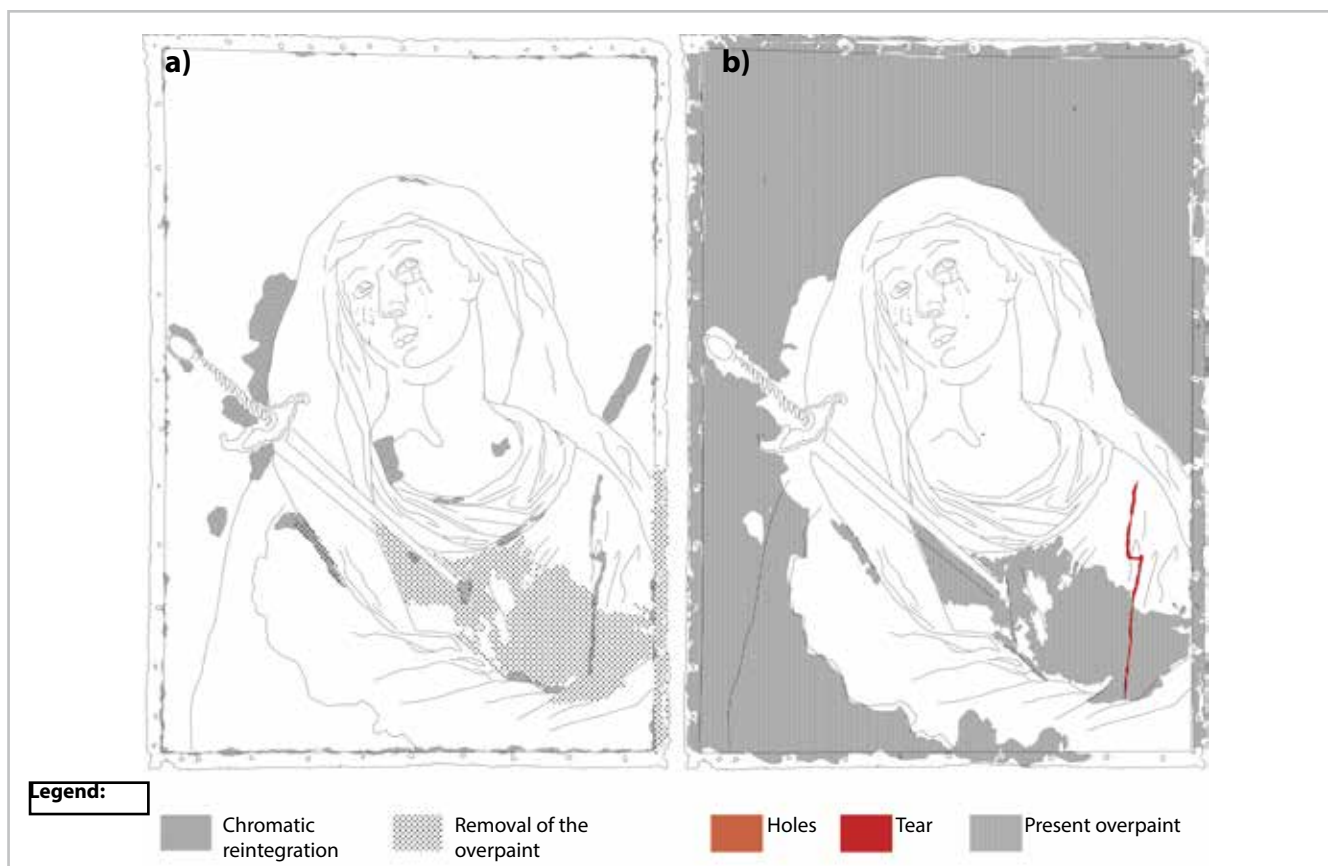 a)
b)
Legend:
Chromatic
reintegration
Removal of the
overpaint
Holes
Tear
Present overpaint